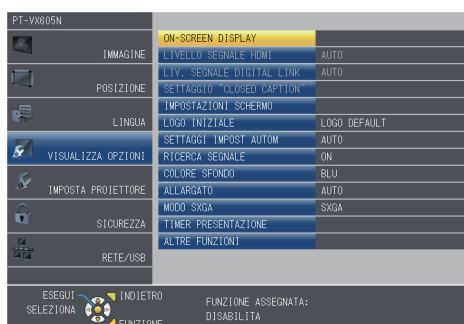 PT-VX605N
IMMAGINE
POSIZIONE
LINGUA
VISUALIZZA OPZIONI
IMPOSTA PROIETTORE
SICUREZZA
RETE/USB
ON-SCREEN DISPLAY
LIVELLO SEGNALE HDMI AUTO
LIV. SEGNALE DIGITAL LINK AUTO
SETTAGGIO "CLOSED CAPTION"
IMPOSTAZIONI SCHERMO
LOGO INIZIALE LOGO DEFAULT
SETTAGGI IMPOST AUTOM AUTO
RICERCA SEGNALE ON
COLORE SFONDO BLU
ALLARGATO AUTO
MODO SXGA SXGA
TIMER PRESENTAZIONE
ALTRE FUNZIONI
ESEGUI INDIETRO
SELEZIONA
FUNZIONE
FUNZIONE ASSEGNATA:
DISABILITA